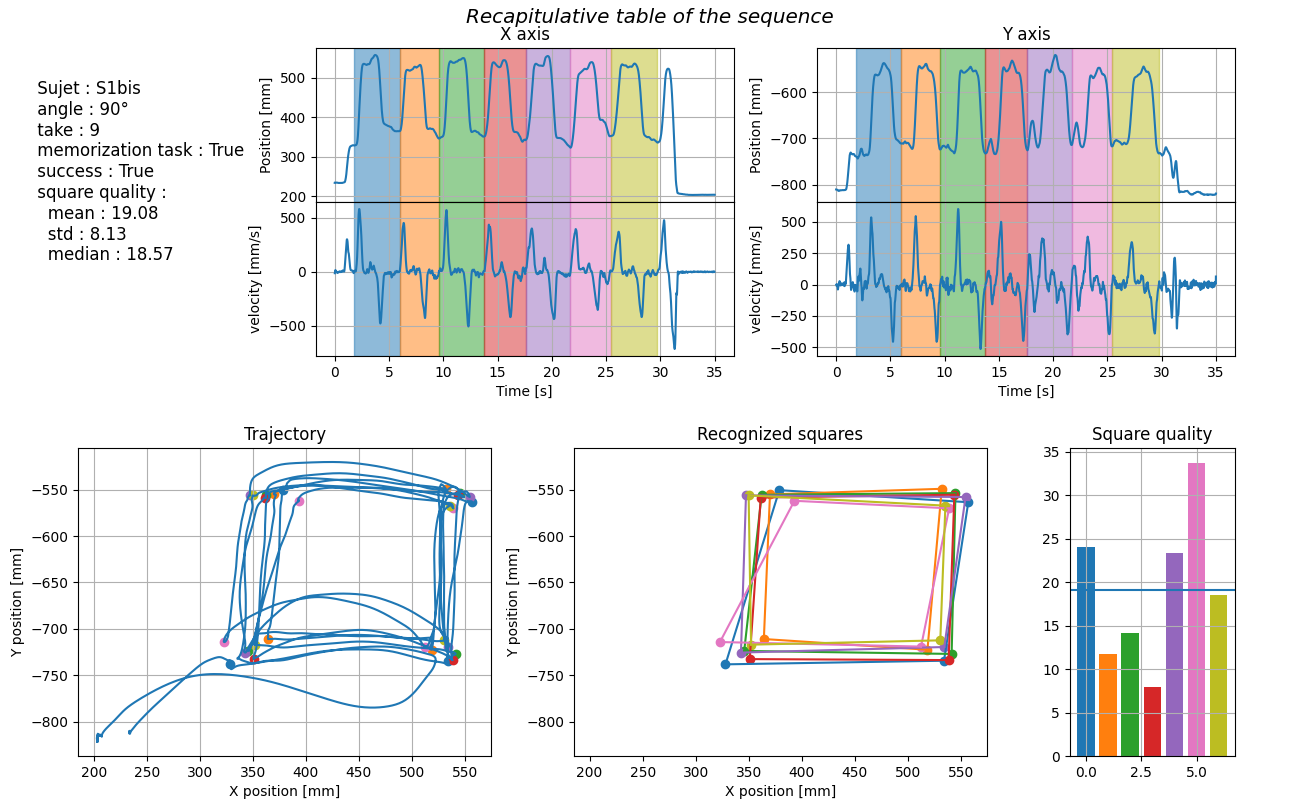 Recapitulative table of the sequence
X axis
Y axis
Sujet : S1bis
angle : 90°
take : 9
memorization task : True
success : True
square quality :
mean : 19.08
std : 8.13
median : 18.57
Position [mm]
500
400
300
200
velocity [mm/s]
500
0
−500
0 5 10 15 20 25 30 35
Time [s]
Position [mm]
−600
−700
−800
velocity [mm/s]
500
250
0
−250
−500
0 5 10 15 20 25 30 35
Time [s]
Trajectory
Y position [mm]
−550
−600
−650
−700
−750
−800
200 250 300 350 400 450 500 550
X position [mm]
Recognized squares
Y position [mm]
−550
−600
−650
−700
−750
−800
200 250 300 350 400 450 500 550
X position [mm]
Square quality
35
30
25
20
15
10
5
0
0.0 2.5 5.0